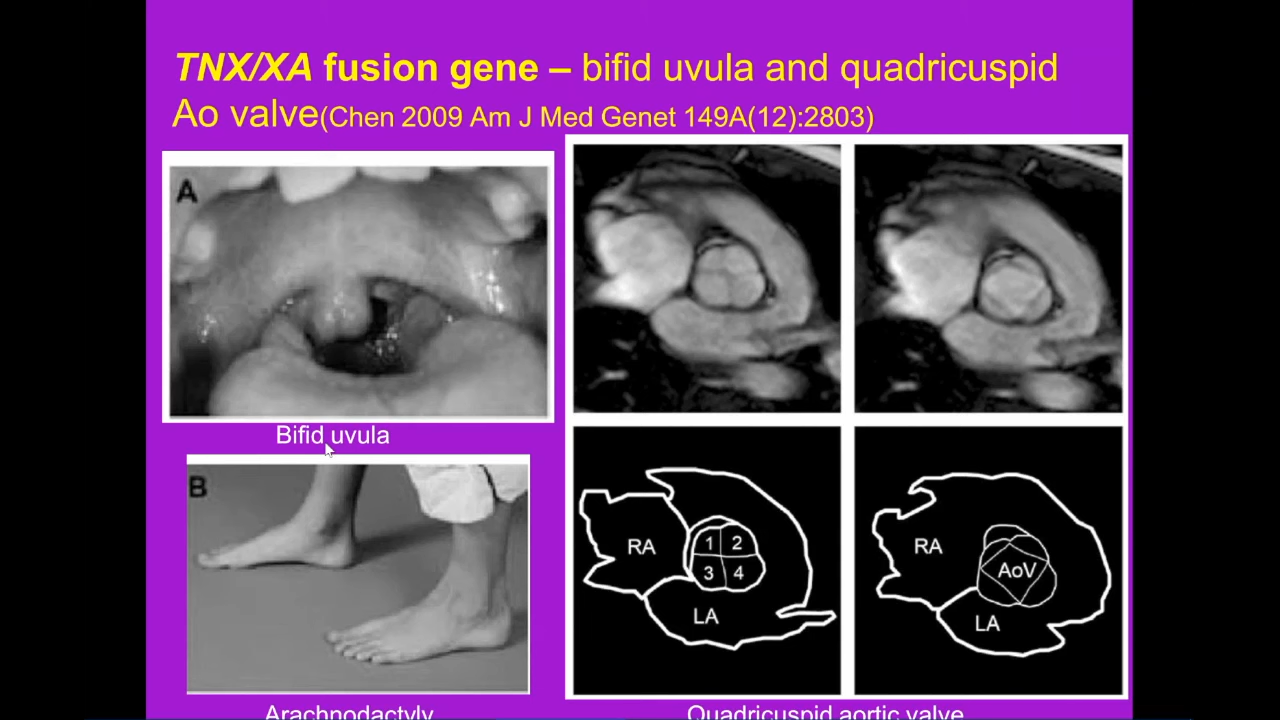 TNX/XA fusion gene – bifid uvula and quadricuspid
Ao valve(Chen 2009 Am J Med Genet 149A(12):2803)
A
Bifid uvula
B
Arachnodactyly
RA
1 2
3 4
LA
RA
AoV
LA
Quadricuspid aortic valve